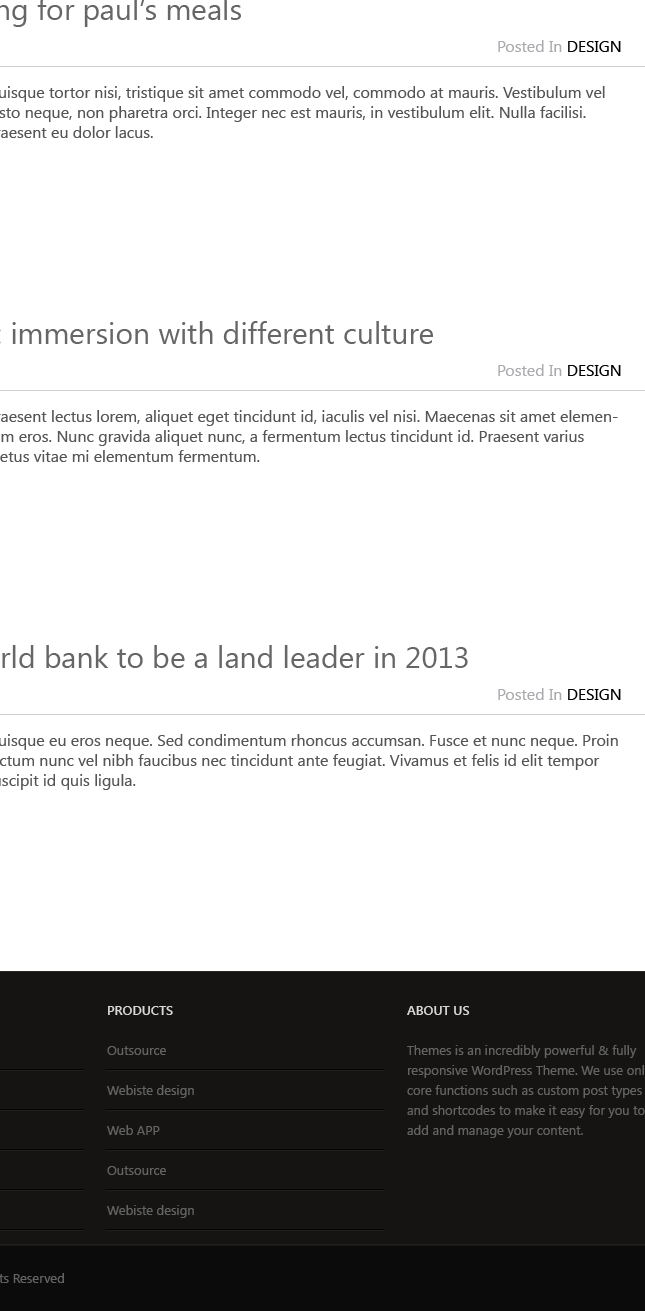 ng for paul's meals
Posted In DESIGN
uisque tortor nisi, tristique sit amet commodo vel, commodo at mauris. Vestibulum vel
sto neque, non pharetra orci. Integer nec est mauris, in vestibulum elit. Nulla facilisi.
raesent eu dolor lacus.
t immersion with different culture
Posted In DESIGN
raesent lectus lorem, aliquet eget tincidunt id, iaculis vel nisi. Maecenas sit amet elemen-
m eros. Nunc gravida aliquet nunc, a fermentum lectus tincidunt id. Praesent varius
etus vitae mi elementum fermentum.
rld bank to be a land leader in 2013
Posted In DESIGN
uisque eu eros neque. Sed condimentum rhoncus accumsan. Fusce et nunc neque. Proin
ctum nunc vel nibh faucibus nec tincidunt ante feugiat. Vivamus et felis id elit tempor
uscipit id quis ligula.
PRODUCTS
Outsource
Webiste design
Web APP
Outsource
Webiste design
ABOUT US
Themes is an incredibly powerful & fully
responsive WordPress Theme. We use onl
core functions such as custom post types
and shortcodes to make it easy for you to
add and manage your content.
ts Reserved